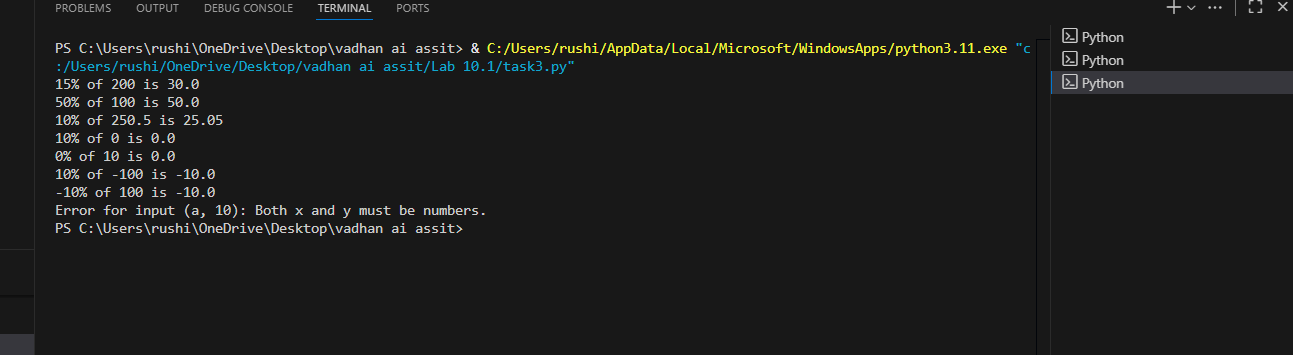 PROBLEMS OUTPUT DEBUG CONSOLE TERMINAL PORTS
PS C:\Users\rushi\OneDrive\Desktop\vadhan ai assit> & C:/Users/rushi/AppData/Local/Microsoft/WindowsApps/python3.11.exe "c
:/Users/rushi/OneDrive/Desktop/vadhan ai assit/Lab 10.1/task3.py"
15% of 200 is 30.0
50% of 100 is 50.0
10% of 250.5 is 25.05
10% of 0 is 0.0
0% of 10 is 0.0
10% of -100 is -10.0
-10% of 100 is -10.0
Error for input (a, 10): Both x and y must be numbers.
PS C:\Users\rushi\OneDrive\Desktop\vadhan ai assit>
Python
Python
Python